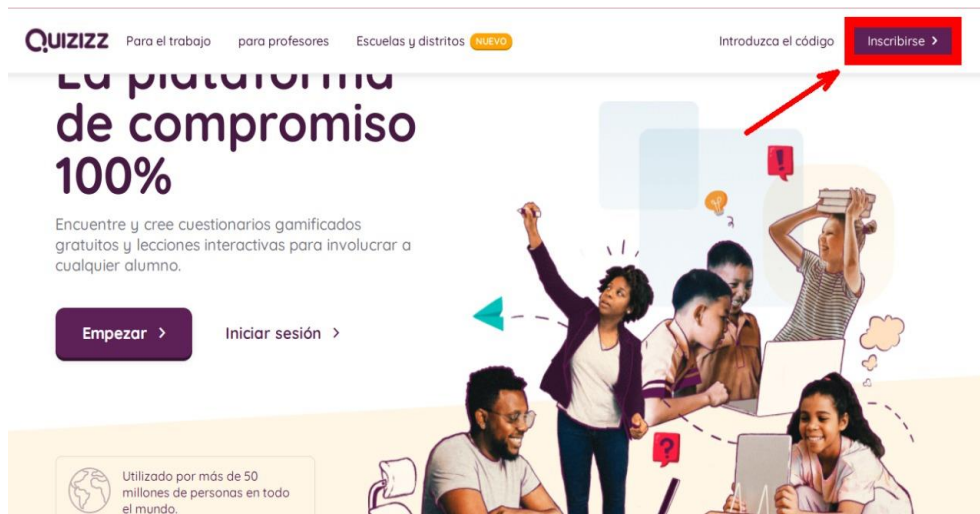 QUIZIZZ Para el trabajo para profesores Escuelas y distritos NUEVO Introduzca el código Inscribirse >
La plataforma
de compromiso
100%
Encuentre y cree cuestionarios gamificados
gratuitos y lecciones interactivas para involucrar a
cualquier alumno.
Empezar > Iniciar sesión >
Utilizado por más de 50
millones de personas en todo
el mundo.